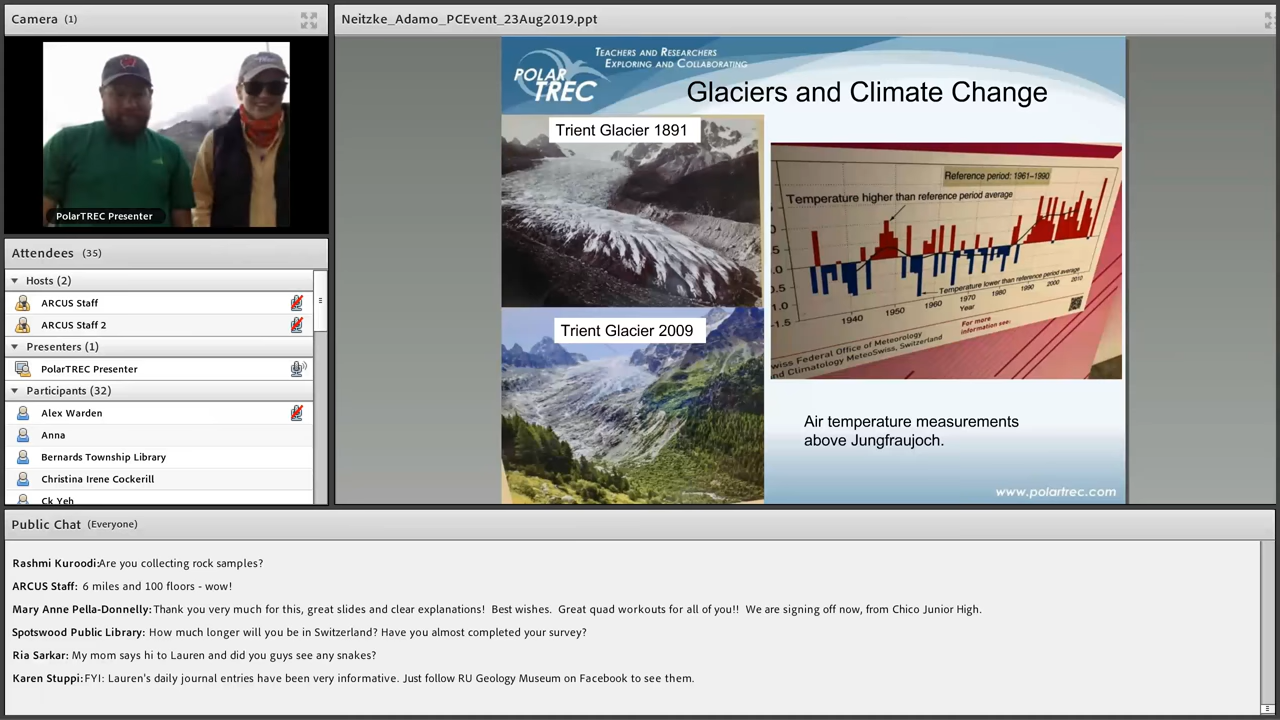 Camera (1)
PolarTREC Presenter
Attendees (35)
Hosts (2)
ARCUS Staff
ARCUS Staff 2
Presenters (1)
PolarTREC Presenter
Participants (32)
Alex Warden
Anna
Bernards Township Library
Christina Irene Cockerill
Ck Yeh
Neitzke_Adamo_PCEvent_23Aug2019.ppt
POLAR TREC
TEACHERS AND RESEARCHERS
EXPLORING AND COLLABORATING
Glaciers and Climate Change
Trient Glacier 1891
Trient Glacier 2009
Reference period: 1961–1990
Temperature higher than reference period average
Temperature lower than reference period average
1.0
-1.5
1940 1950 1960 1970 1980 1990 2000 2012
Year
For more
information see:
wiss Federal Office of Meteorology
nd Climatology MeteoSwiss, Switzerland
Air temperature measurements
above Jungfraujoch.
www.polartrec.com
Public Chat (Everyone)
Rashmi Kuroodi:Are you collecting rock samples?
ARCUS Staff: 6 miles and 100 floors - wow!
Mary Anne Pella-Donnelly:Thank you very much for this, great slides and clear explanations! Best wishes. Great quad workouts for all of you!! We are signing off now, from Chico Junior High.
Spotswood Public Library: How much longer will you be in Switzerland? Have you almost completed your survey?
Ria Sarkar: My mom says hi to Lauren and did you guys see any snakes?
Karen Stuppi:FYI: Lauren's daily journal entries have been very informative. Just follow RU Geology Museum on Facebook to see them.